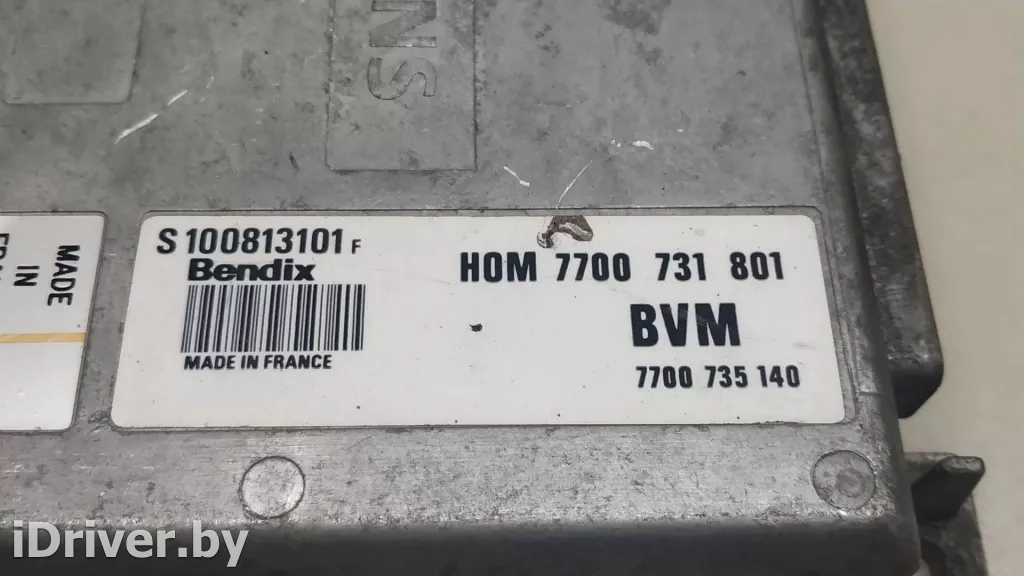 S 100813101 F
Bendix
MADE IN FRANCE
HOM 7700 731 801
BVM
7700 735 140
MADE
IN
iDriver.by